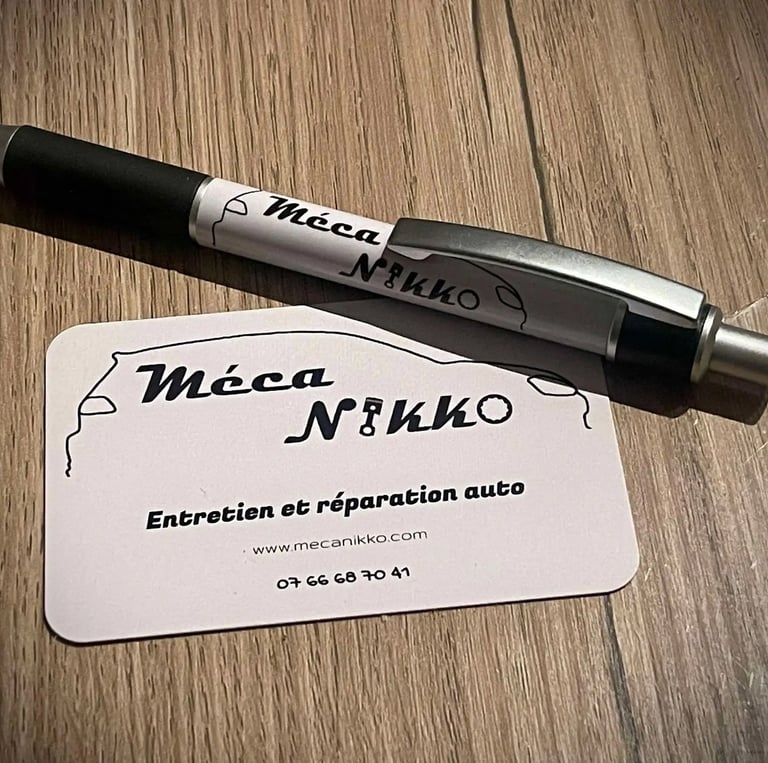 Méca
Nikko
Méca
Nikko
Entretien et réparation auto
www.mecanikko.com
07 66 68 70 41